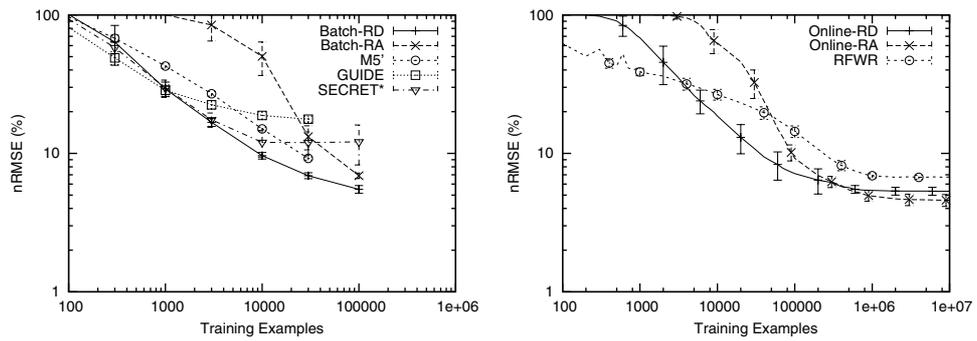 100
10
1
nRMSE (%)
100
1000
10000
100000
1e+06
Training Examples
Batch-RD
Batch-RA
M5'
GUIDE
SECRET*
100
10
1
nRMSE (%)
100
1000
10000
100000
1e+06
1e+07
Training Examples
Online-RD
Online-RA
RFWR